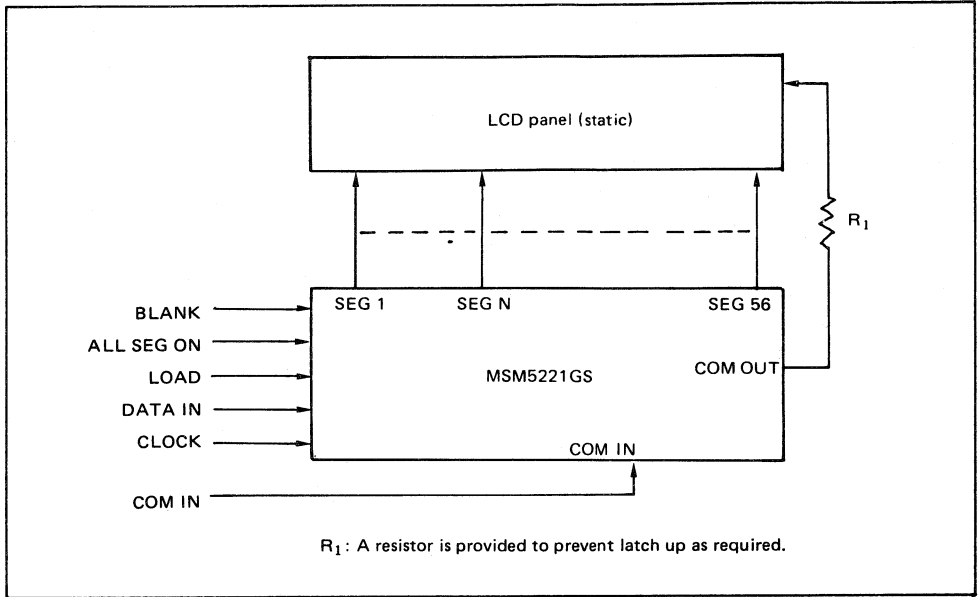 LCD panel (static)
R1
SEG 1
SEG N
SEG 56
BLANK
ALL SEG ON
LOAD
DATA IN
CLOCK
MSM5221GS
COM OUT
COM IN
COM IN
R1: A resistor is provided to prevent latch up as required.